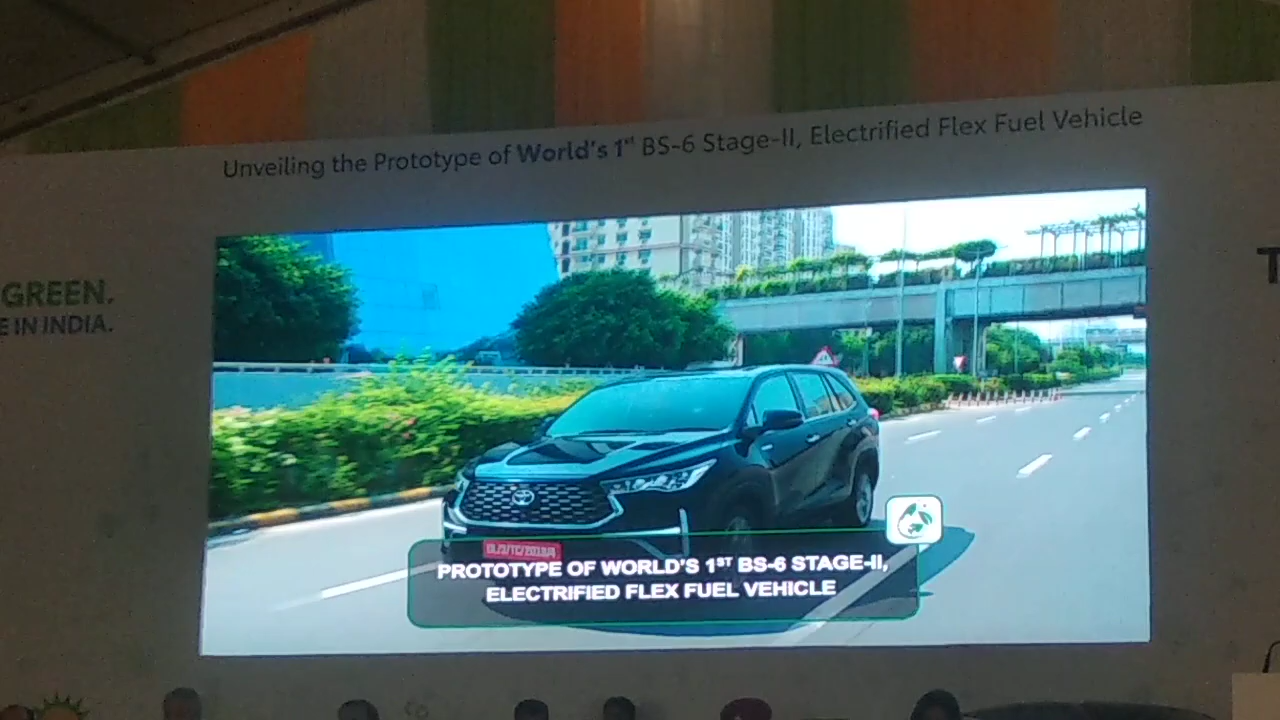 Unveiling the Prototype of World's 1st BS-6 Stage-II, Electrified Flex Fuel Vehicle
GREEN.
IN INDIA.
PROTOTYPE OF WORLD'S 1ST BS-6 STAGE-II,
ELECTRIFIED FLEX FUEL VEHICLE